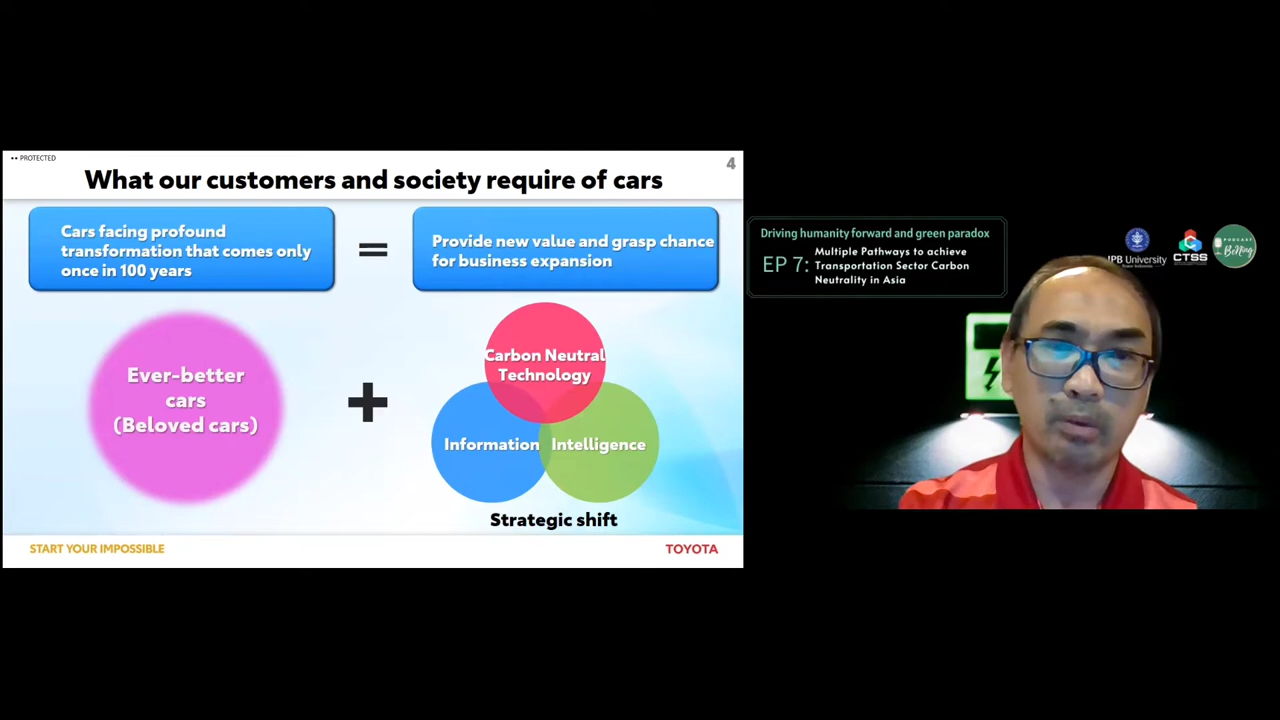 •• PROTECTED
4
What our customers and society require of cars
Cars facing profound
transformation that comes only
once in 100 years
=
Provide new value and grasp chance
for business expansion
Ever-better
cars
(Beloved cars)
+
Carbon Neutral
Technology
Information
Intelligence
Strategic shift
START YOUR IMPOSSIBLE
TOYOTA
Driving humanity forward and green paradox
EP 7:
Multiple Pathways to achieve
Transportation Sector Carbon
Neutrality in Asia
IPB University
CTSS
PODCAST
BeNing